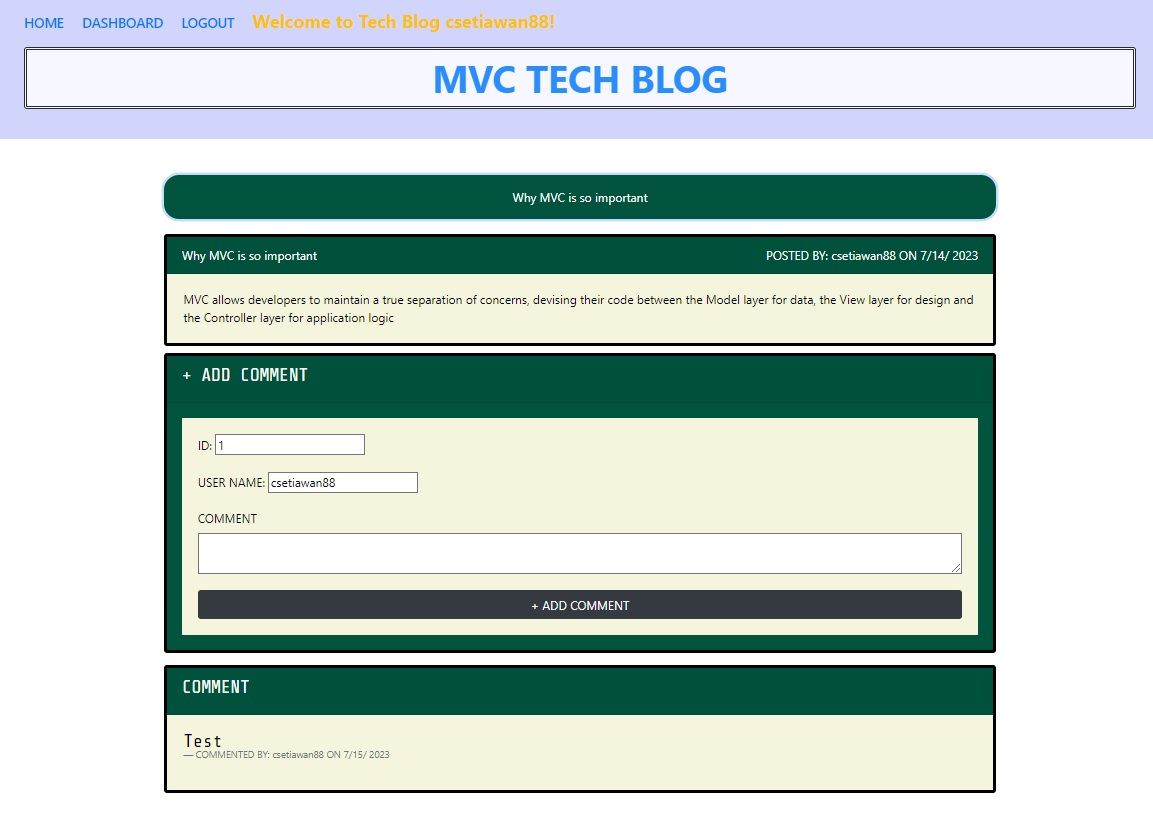 HOME DASHBOARD LOGOUT Welcome to Tech Blog csetiawan88!
MVC TECH BLOG
Why MVC is so important
Why MVC is so important POSTED BY: csetiawan88 ON 7/14/ 2023
MVC allows developers to maintain a true separation of concerns, devising their code between the Model layer for data, the View layer for design and
the Controller layer for application logic
+ ADD COMMENT
ID: 1
USER NAME: csetiawan88
COMMENT
+ ADD COMMENT
COMMENT
Test
— COMMENTED BY: csetiawan88 ON 7/15/ 2023